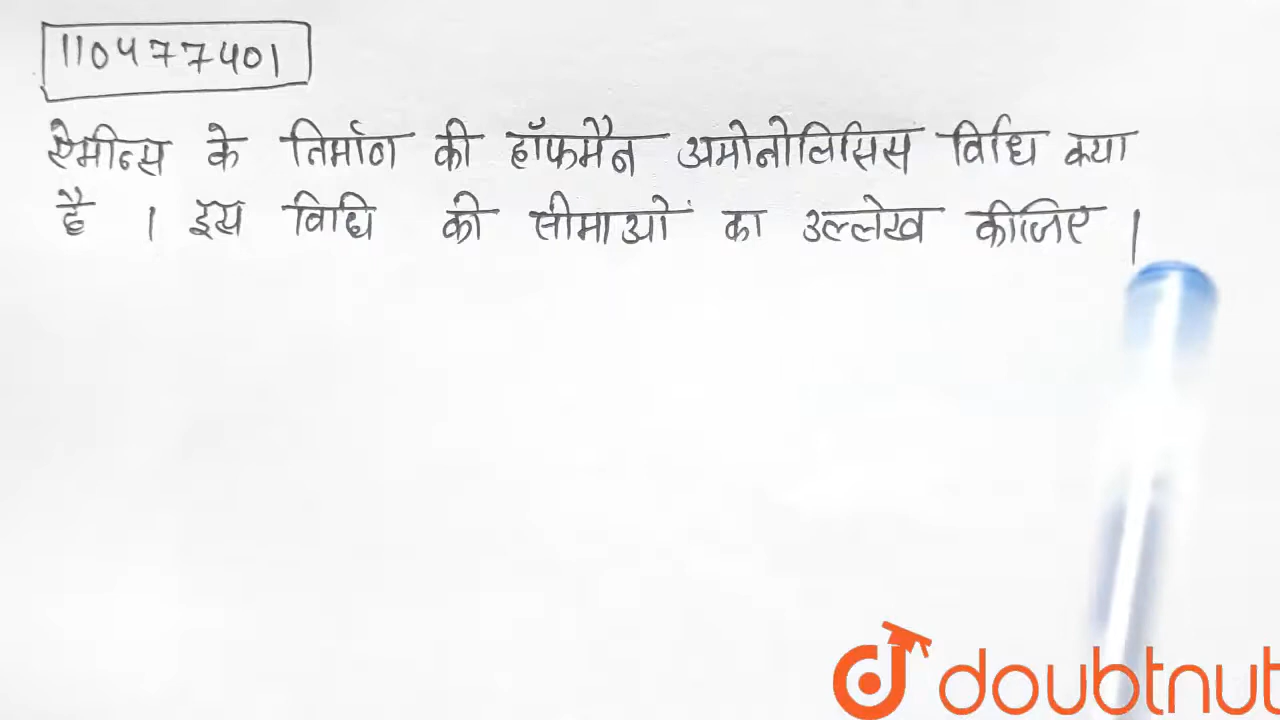 110477401
ऐमीन्स के निर्माण की हॉफमैन अमोनोलिसिस विधि क्या
है । इस विधि की सीमाओं का उल्लेख कीजिए ।
doubtnut